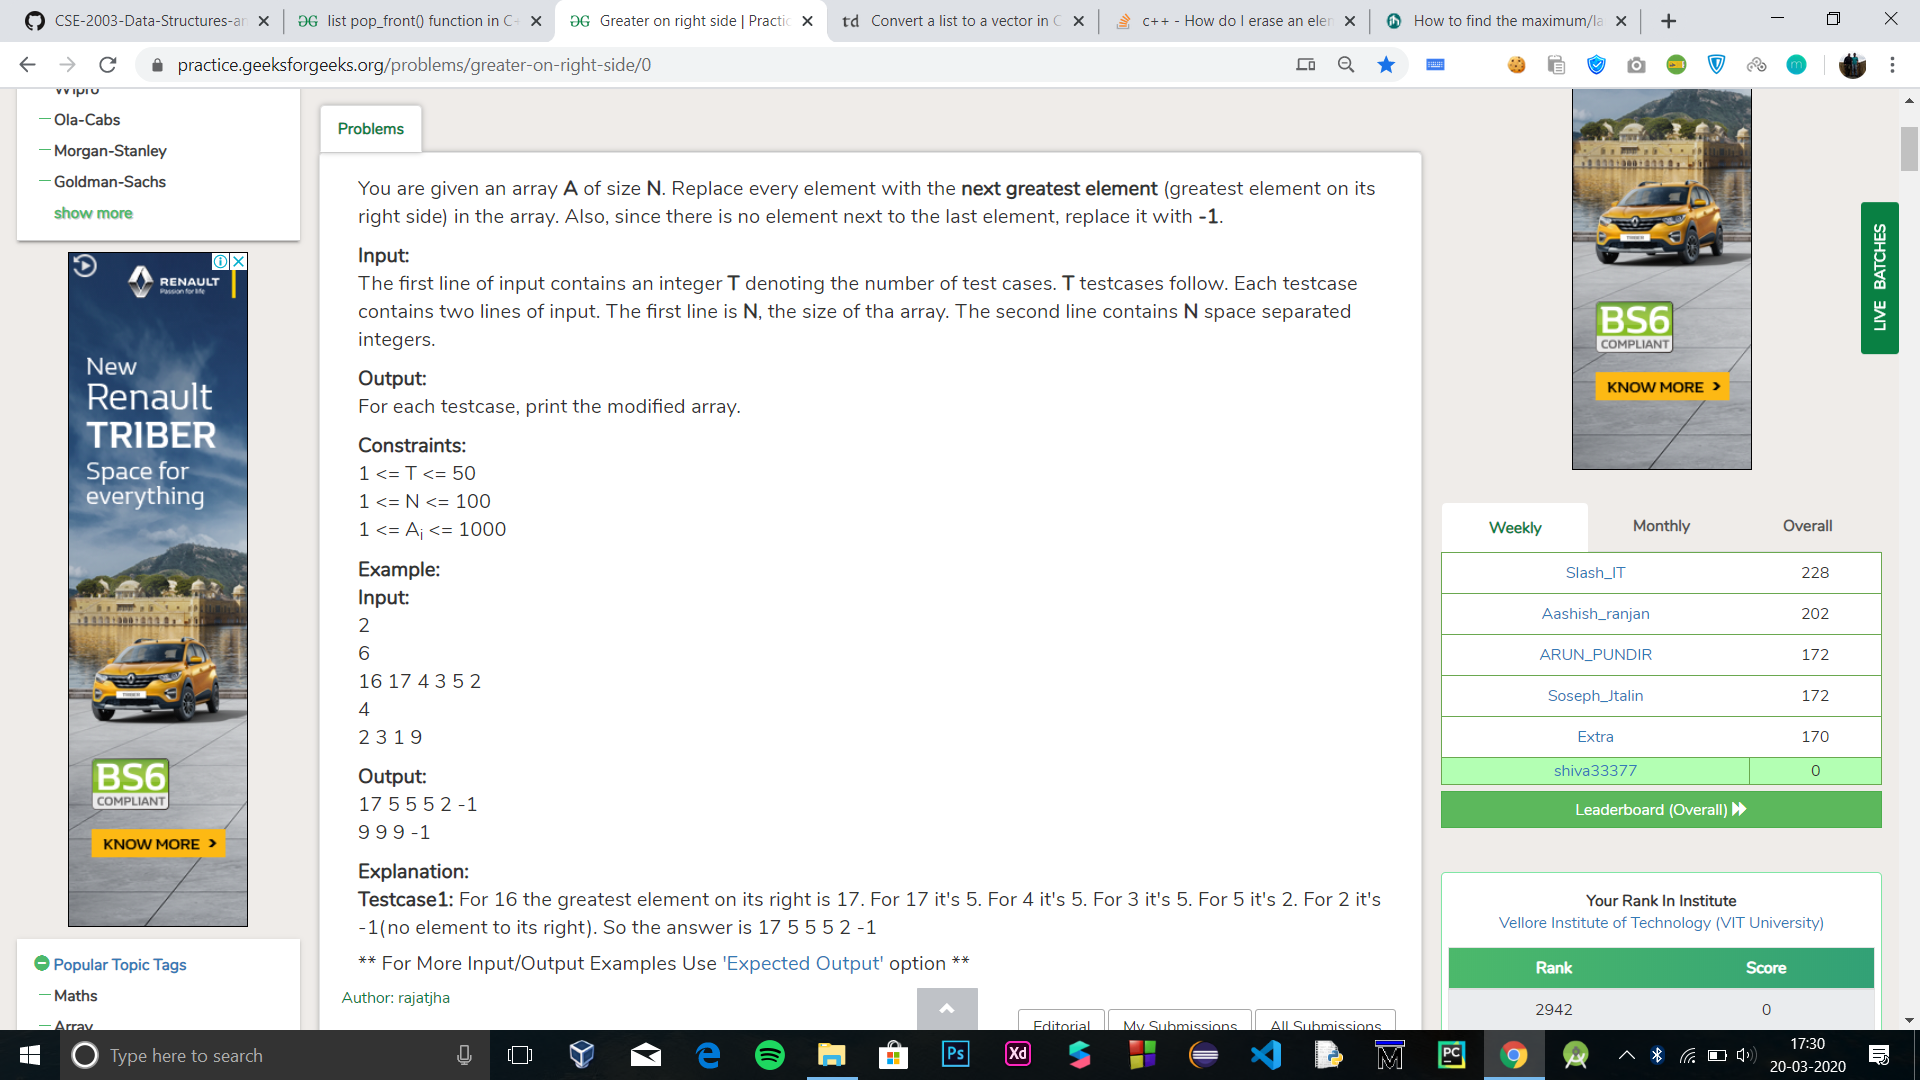 CSE-2003-Data-Structures-an
list pop_front() function in C+
Greater on right side | Practic
Convert a list to a vector in C
c++ - How do I erase an elem
How to find the maximum/la
practice.geeksforgeeks.org/problems/greater-on-right-side/0
Wipro
Ola-Cabs
Morgan-Stanley
Goldman-Sachs
show more
RENAULT
Passion for life
New
Renault
TRIBER
Space for
everything
TRIBER
BS6
COMPLIANT
KNOW MORE >
Popular Topic Tags
Maths
Array
Problems
You are given an array A of size N. Replace every element with the next greatest element (greatest element on its
right side) in the array. Also, since there is no element next to the last element, replace it with -1.
Input:
The first line of input contains an integer T denoting the number of test cases. T testcases follow. Each testcase
contains two lines of input. The first line is N, the size of tha array. The second line contains N space separated
integers.
Output:
For each testcase, print the modified array.
Constraints:
1 <= T <= 50
1 <= N <= 100
1 <= Ai <= 1000
Example:
Input:
2
6
16 17 4 3 5 2
4
2 3 1 9
Output:
17 5 5 5 2 -1
9 9 9 -1
Explanation:
Testcase1: For 16 the greatest element on its right is 17. For 17 it's 5. For 4 it's 5. For 3 it's 5. For 5 it's 2. For 2 it's
-1(no element to its right). So the answer is 17 5 5 5 2 -1
** For More Input/Output Examples Use 'Expected Output' option **
Author: rajatjha
Editorial
My Submissions
All Submissions
TRIBER
BS6
COMPLIANT
KNOW MORE >
LIVE BATCHES
Weekly Monthly Overall
Slash_IT 228
Aashish_ranjan 202
ARUN_PUNDIR 172
Soseph_Jtalin 172
Extra 170
shiva33377 0
Leaderboard (Overall)
Your Rank In Institute
Vellore Institute of Technology (VIT University)
Rank Score
2942 0
Type here to search
Ps
Xd
PC
17:30
20-03-2020